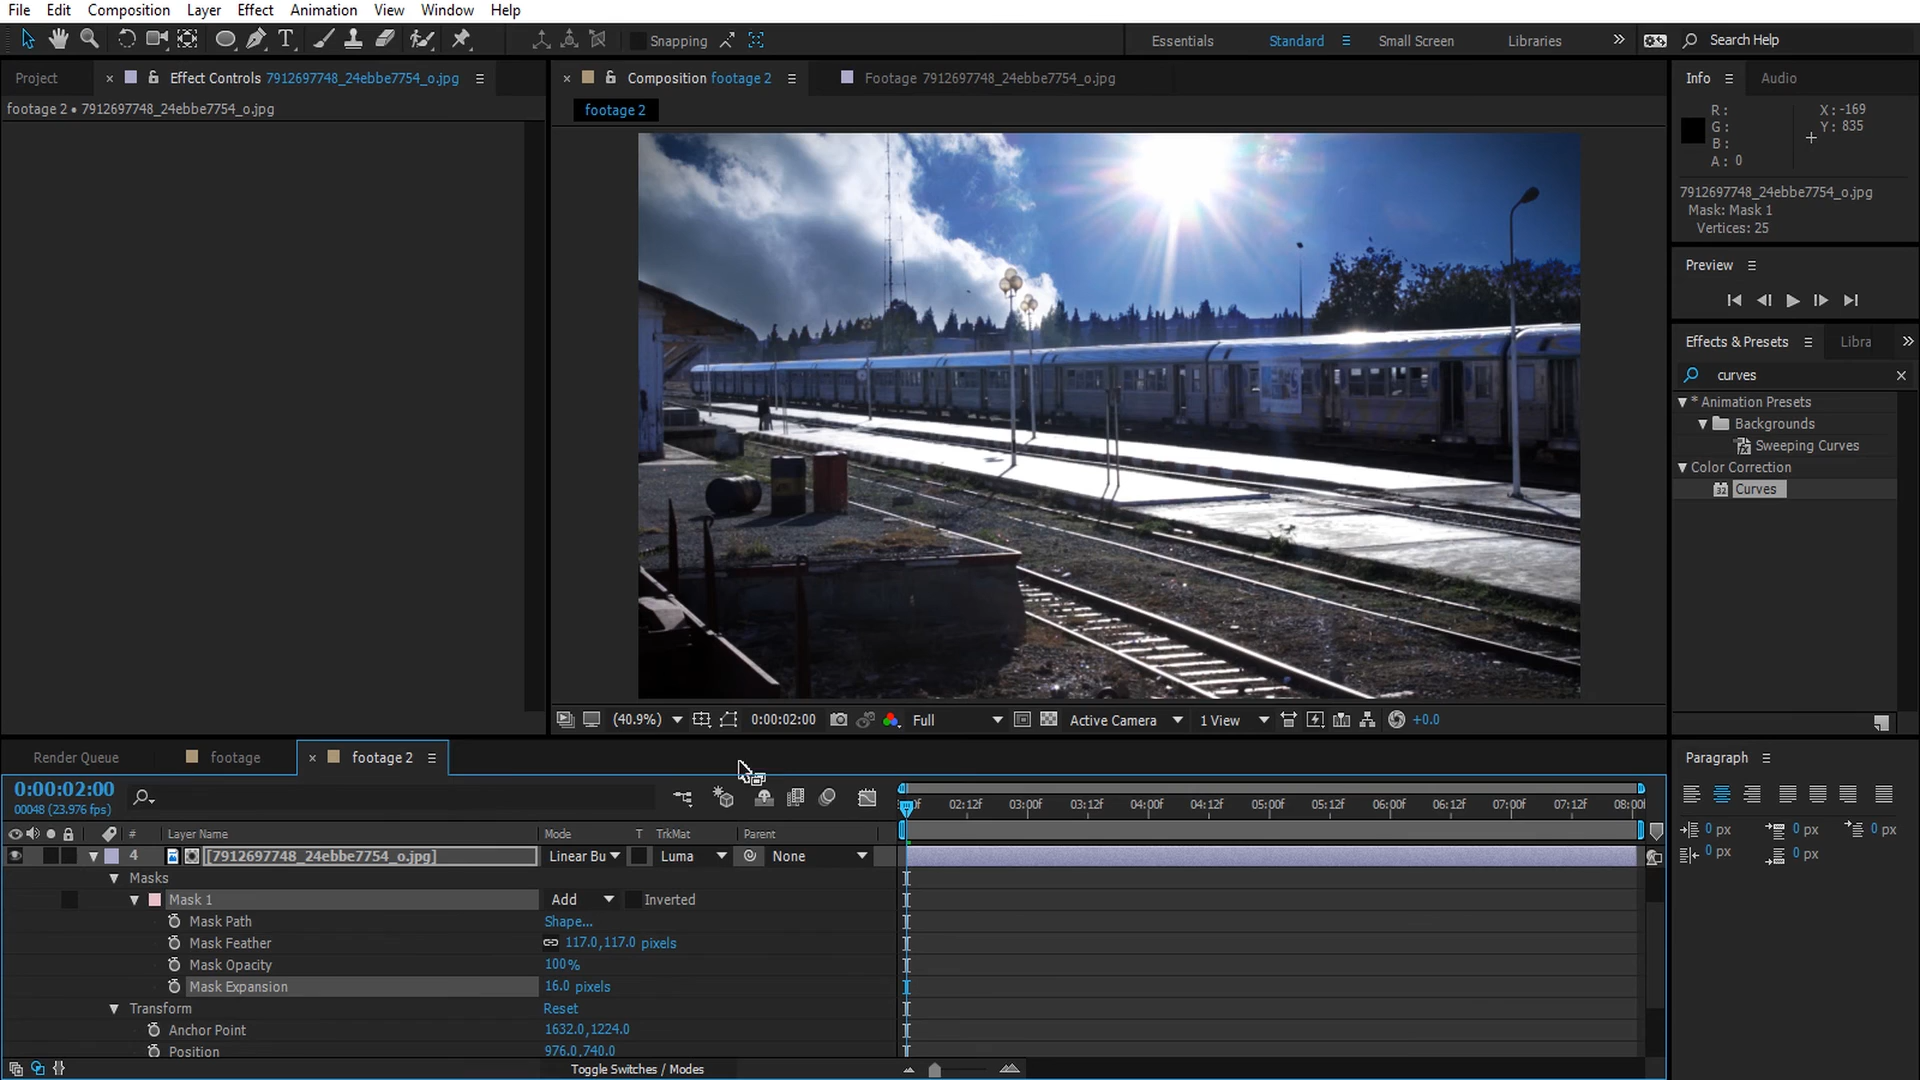 File Edit Composition Layer Effect Animation View Window Help
Snapping
Essentials Standard Small Screen Libraries Search Help
Project Effect Controls 7912697748_24ebbe7754_o.jpg
footage 2 • 7912697748_24ebbe7754_o.jpg
Composition footage 2 Footage 7912697748_24ebbe7754_o.jpg
footage 2
Info Audio
R: X: -169
G: Y: 835
B:
A: 0
7912697748_24ebbe7754_o.jpg
Mask: Mask 1
Vertices: 25
Preview
Effects & Presets Libra
curves
* Animation Presets
Backgrounds
Sweeping Curves
Color Correction
32 Curves
(40.9%) 0:00:02:00 Full Active Camera 1 View +0.0
Render Queue footage footage 2
0:00:02:00
00048 (23.976 fps)
02:12f 03:00f 03:12f 04:00f 04:12f 05:00f 05:12f 06:00f 06:12f 07:00f 07:12f 08:00
# Layer Name Mode T TrkMat Parent
4 [7912697748_24ebbe7754_o.jpg] Linear Bu Luma None
Masks
Mask 1 Add Inverted
Mask Path Shape...
Mask Feather 117.0,117.0 pixels
Mask Opacity 100%
Mask Expansion 16.0 pixels
Transform Reset
Anchor Point 1632.0,1224.0
Position 976.0,740.0
Toggle Switches / Modes
Paragraph
0 px 0 px 0 px
0 px 0 px